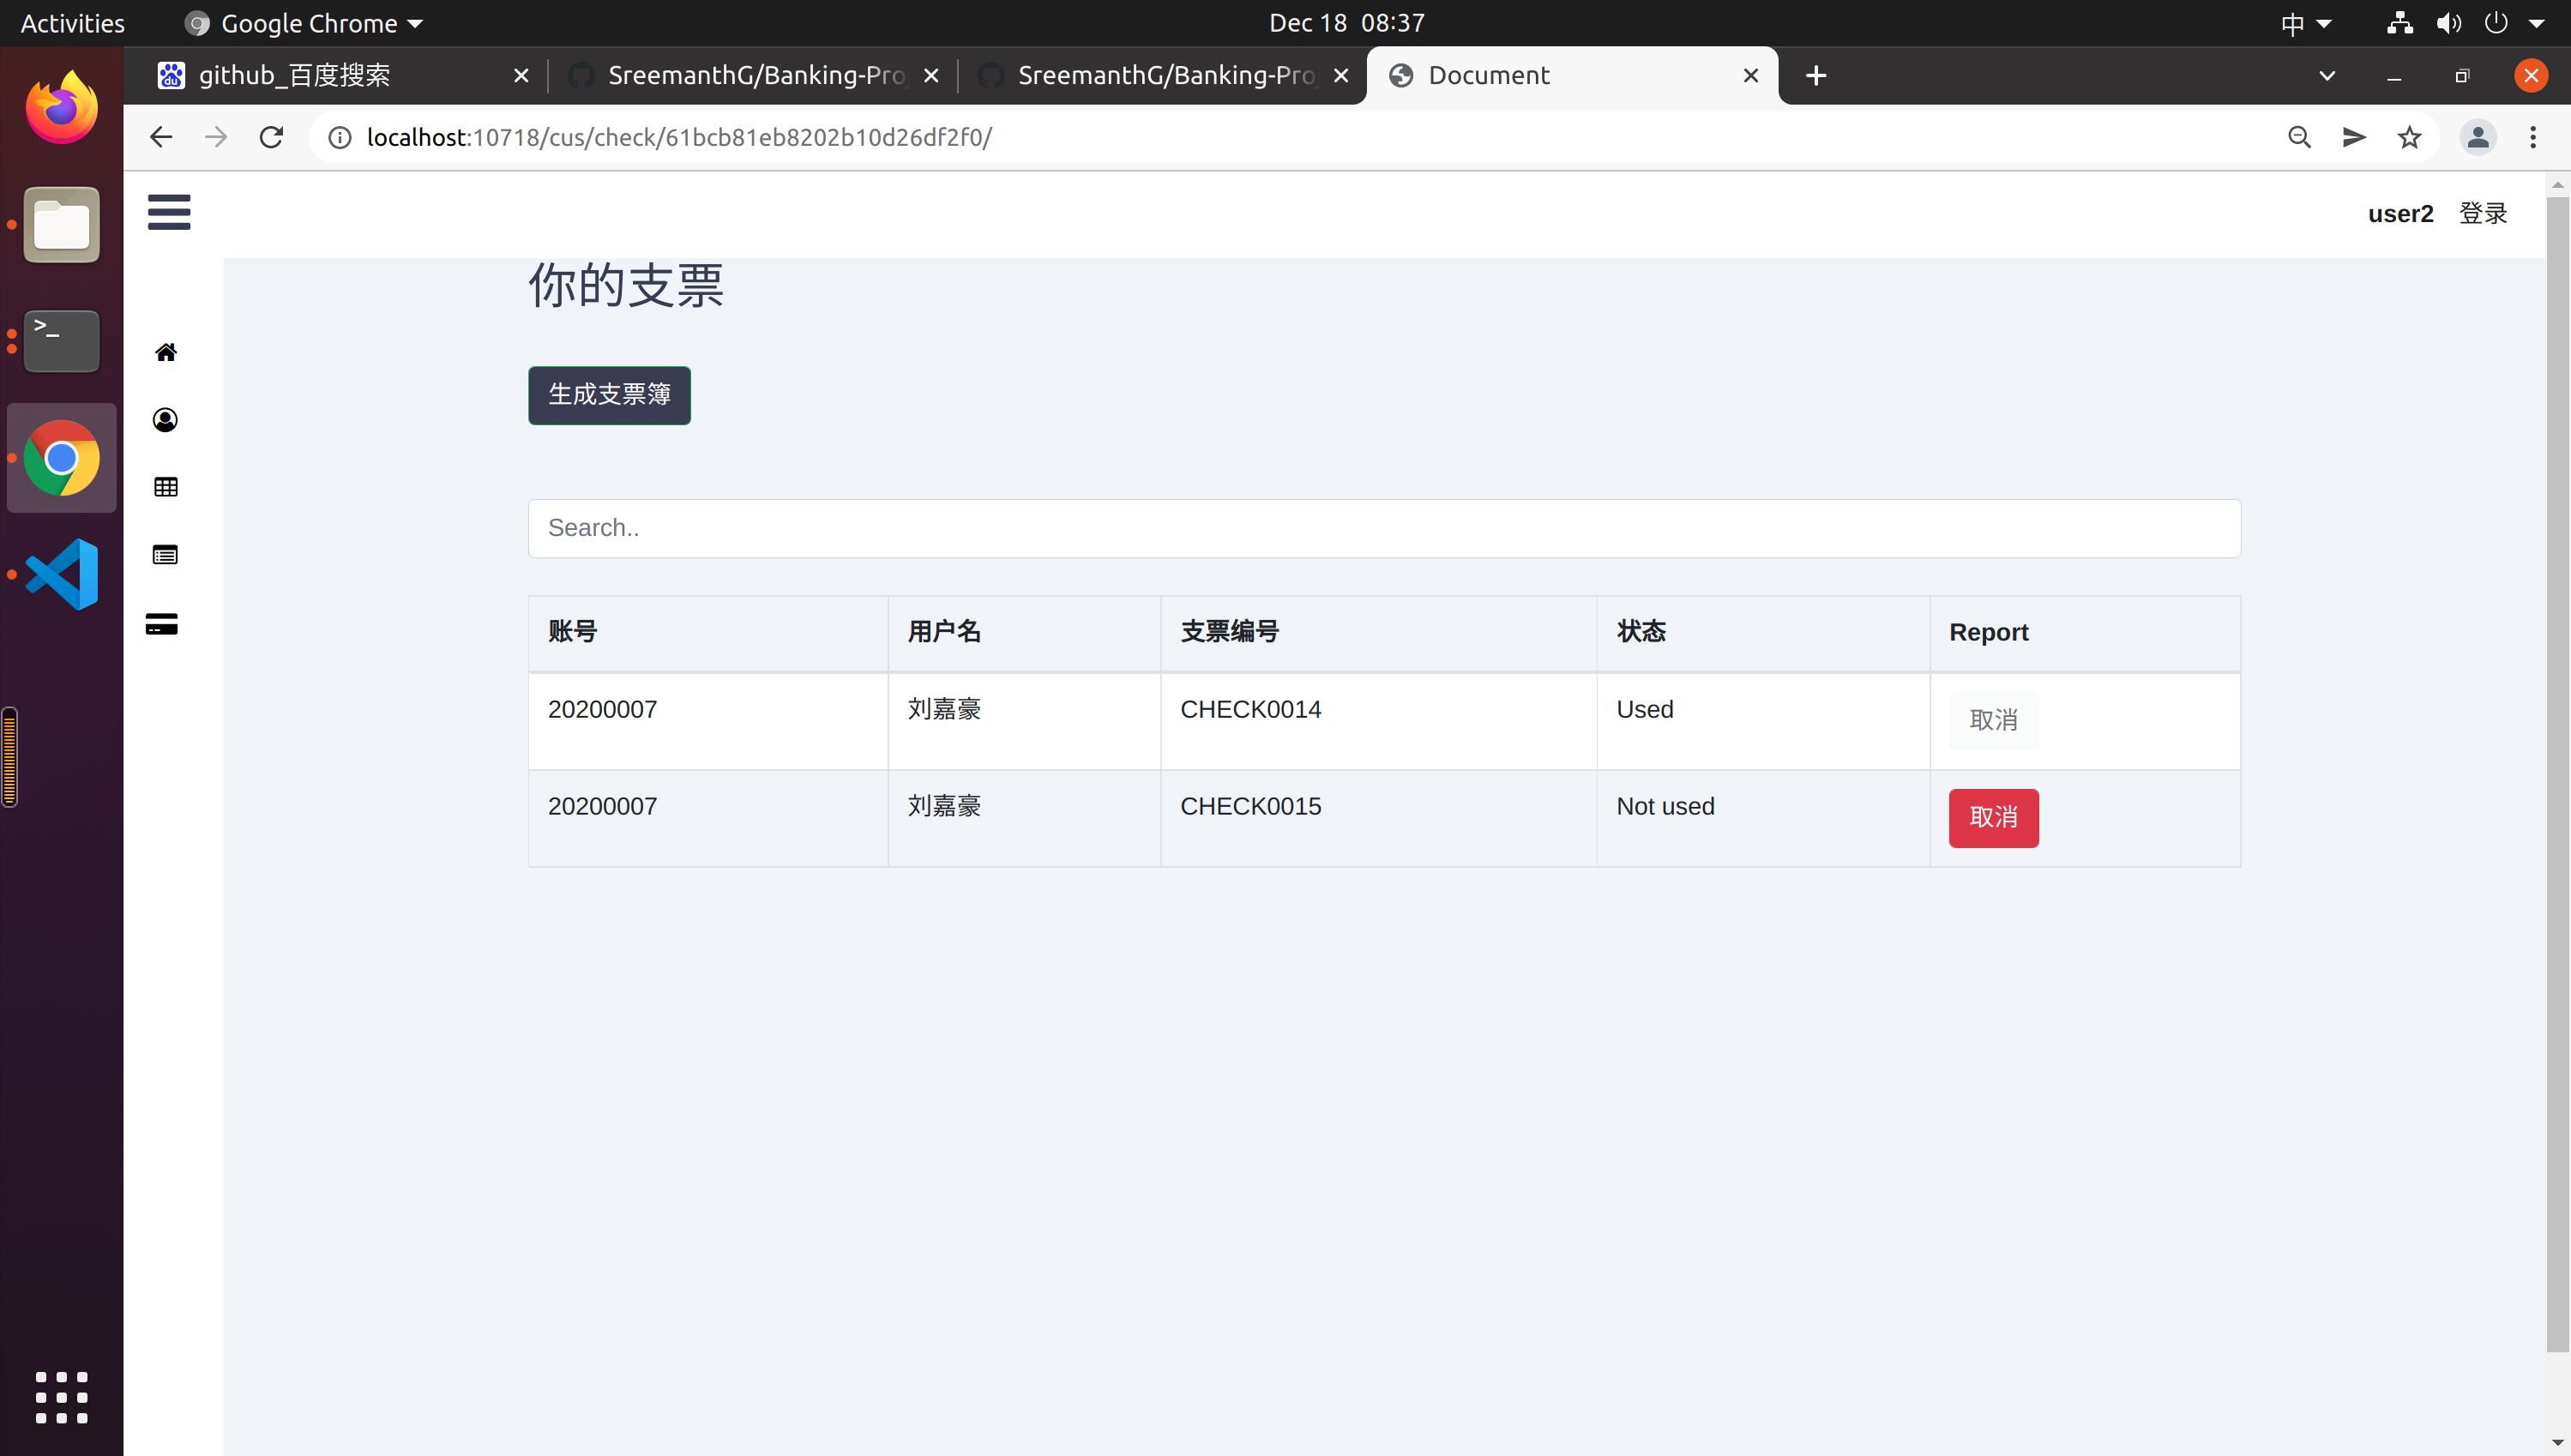 Activities Google Chrome Dec 18 08:37 中
github_百度搜索 SreemanthG/Banking-Pro SreemanthG/Banking-Pro Document
localhost:10718/cus/check/61bcb81eb8202b10d26df2f0/
user2 登录
你的支票
生成支票簿
Search..
账号 用户名 支票编号 状态 Report
20200007 刘嘉豪 CHECK0014 Used 取消
20200007 刘嘉豪 CHECK0015 Not used 取消